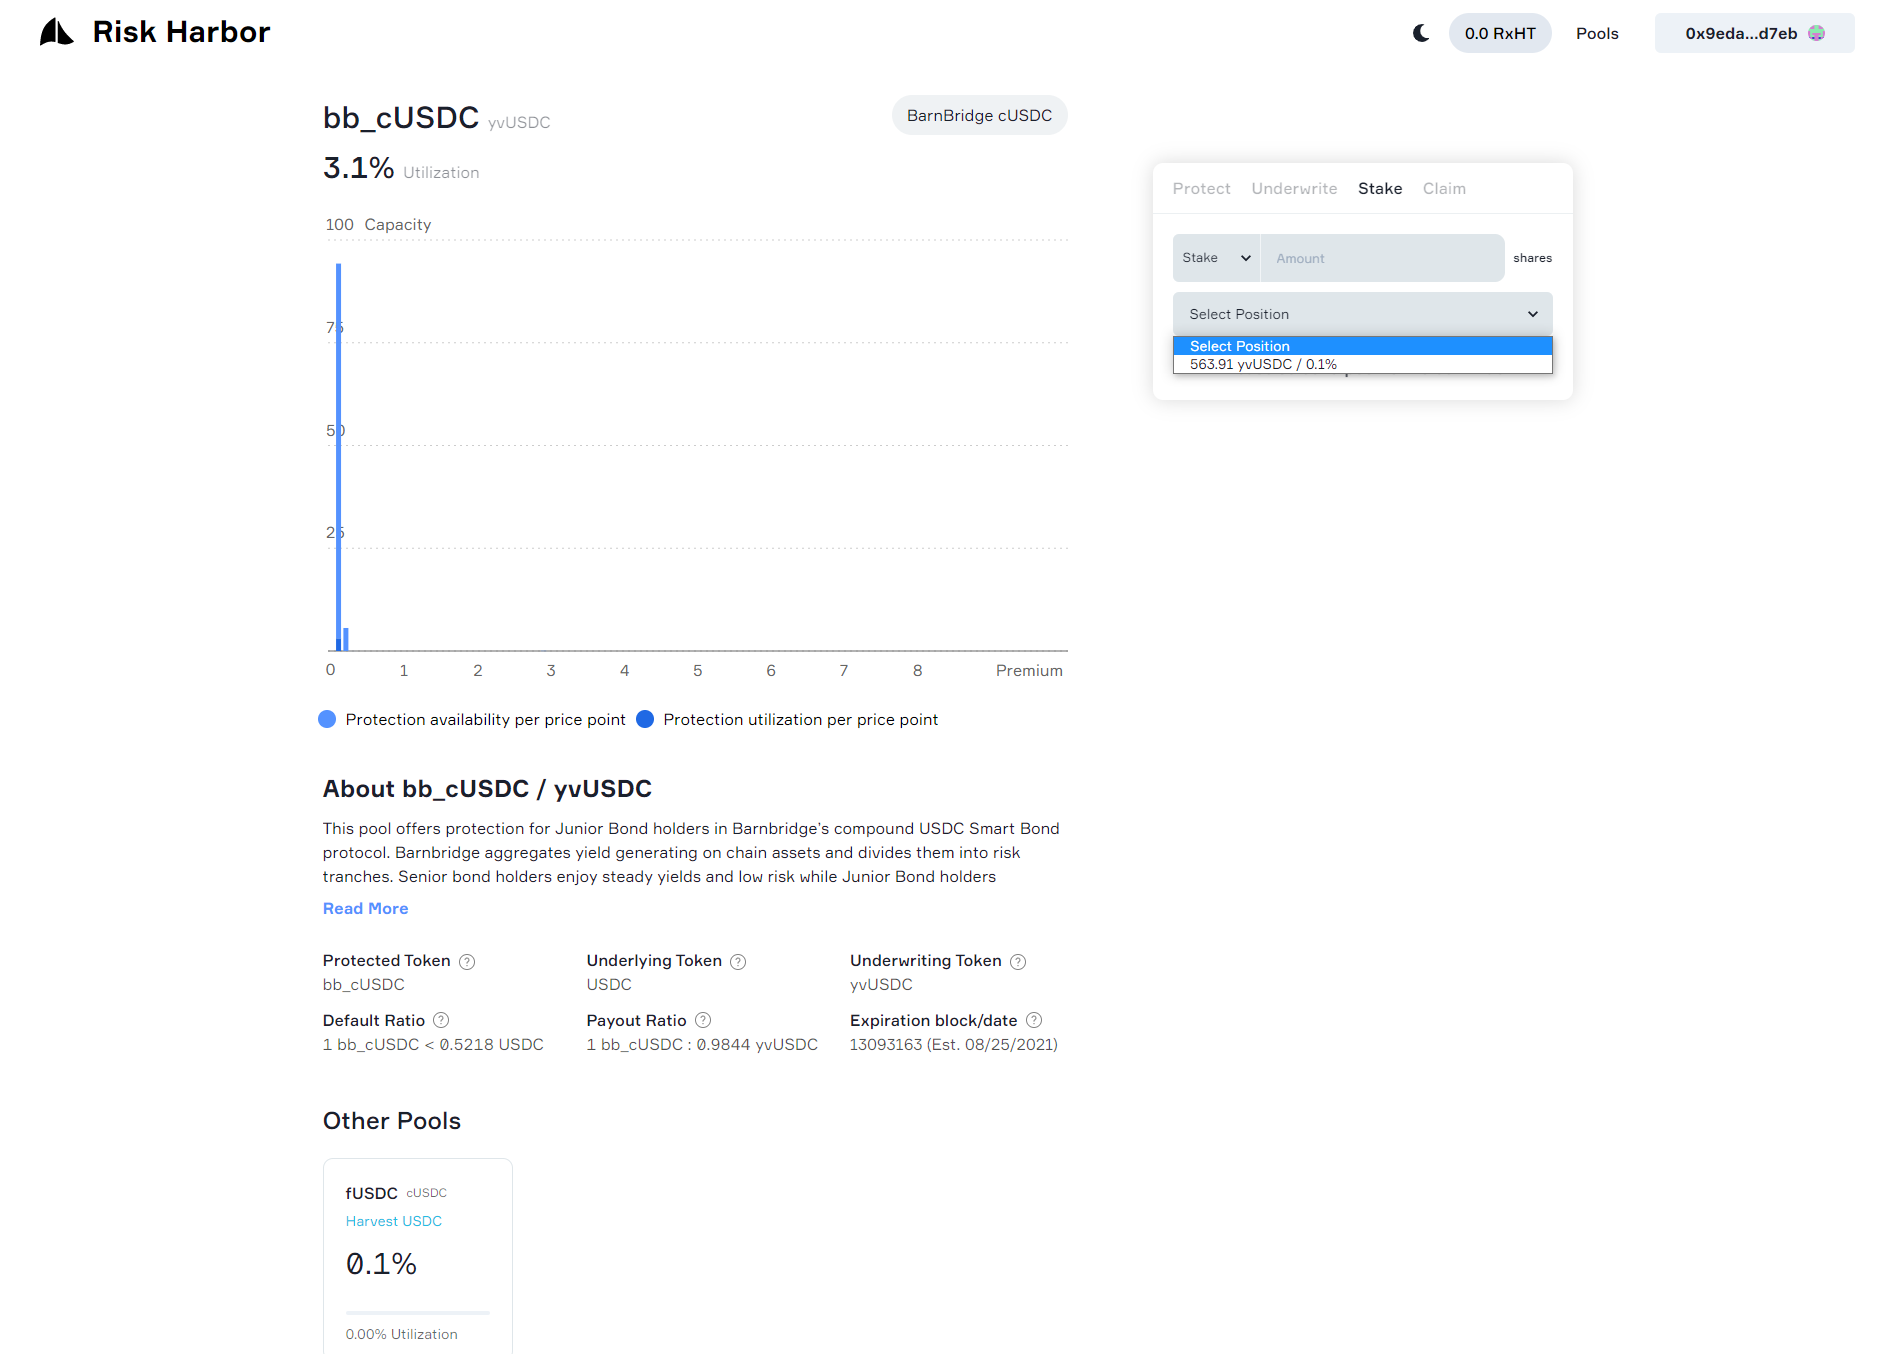 Risk Harbor
0.0 RxHT
Pools
0x9eda...d7eb
bb_cUSDC yvUSDC
BarnBridge cUSDC
3.1% Utilization
100 Capacity
75
50
25
0 1 2 3 4 5 6 7 8 Premium
Protection availability per price point Protection utilization per price point
Protect Underwrite Stake Claim
Stake Amount shares
Select Position
Select Position
563.91 yvUSDC / 0.1%
About bb_cUSDC / yvUSDC
This pool offers protection for Junior Bond holders in Barnbridge’s compound USDC Smart Bond
protocol. Barnbridge aggregates yield generating on chain assets and divides them into risk
tranches. Senior bond holders enjoy steady yields and low risk while Junior Bond holders
Read More
Protected Token ? Underlying Token ? Underwriting Token ?
bb_cUSDC USDC yvUSDC
Default Ratio ? Payout Ratio ? Expiration block/date ?
1 bb_cUSDC < 0.5218 USDC 1 bb_cUSDC : 0.9844 yvUSDC 13093163 (Est. 08/25/2021)
Other Pools
fUSDC cUSDC
Harvest USDC
0.1%
0.00% Utilization